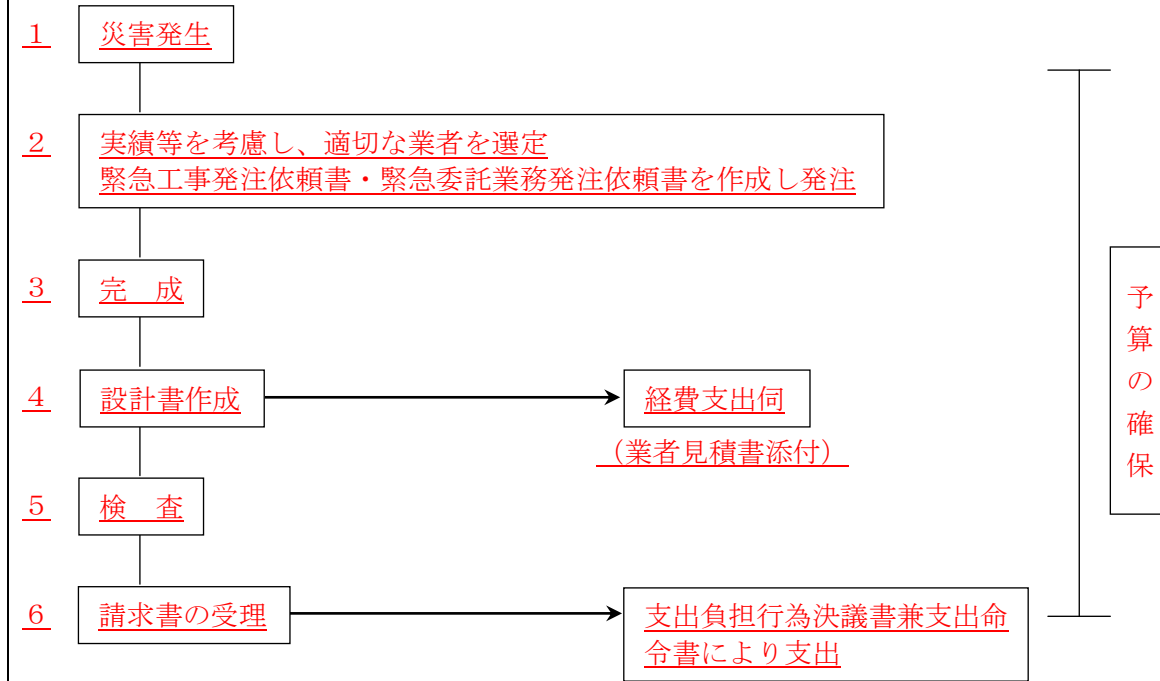 １ 災害発生
２ 実績等を考慮し、適切な業者を選定
緊急工事発注依頼書・緊急委託業務発注依頼書を作成し発注
３ 完　成
４ 設計書作成
経費支出伺
（業者見積書添付）
５ 検　査
６ 請求書の受理
支出負担行為決議書兼支出命
令書により支出
予算の確保